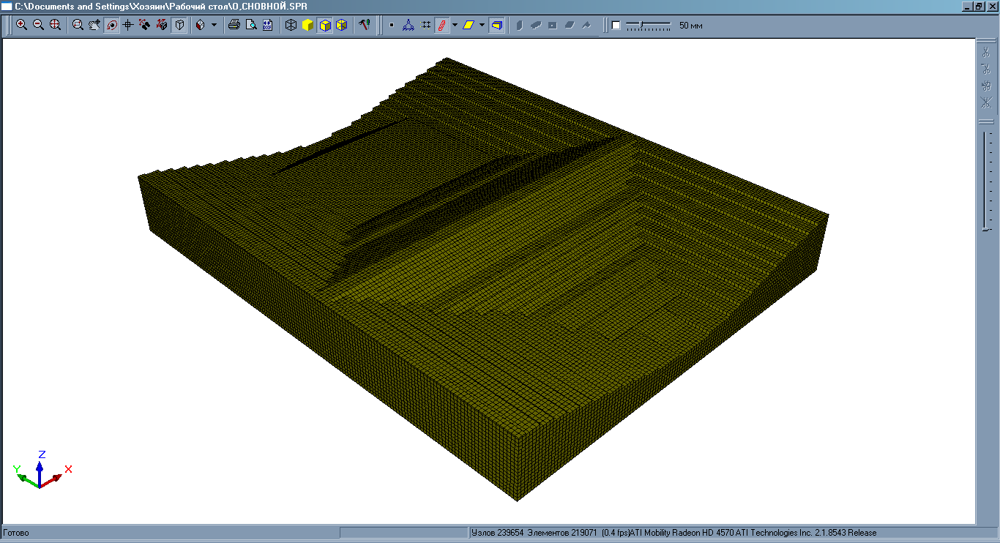 C:\Documents and Settings\Хозяин\Рабочий стол\О,СНОВНОЙ.SPR
DXF
50 мм
Z
Y
X
Готово
Узлов 239654 Элементов 219071 (0.4 fps)ATI Mobility Radeon HD 4570 ATI Technologies Inc. 2.1.8543 Release